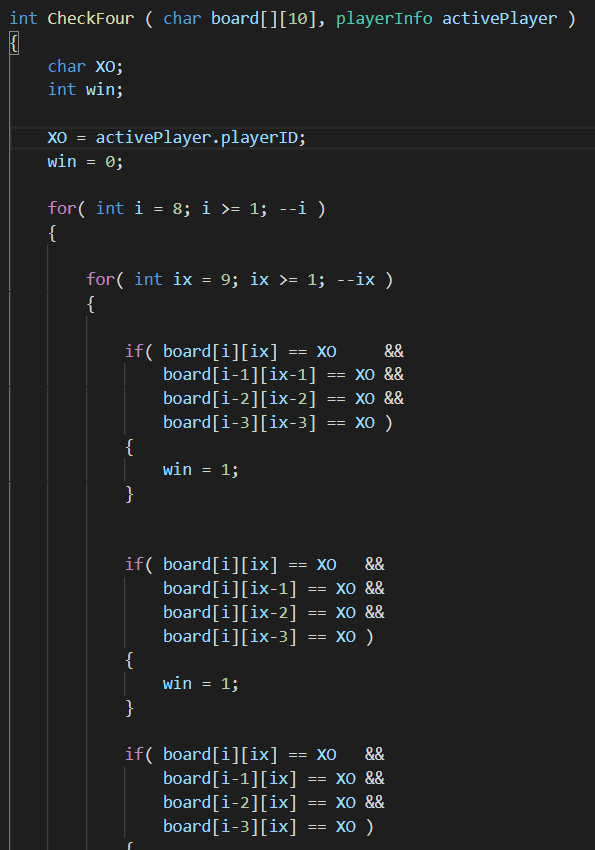 int CheckFour ( char board[][10], playerInfo activePlayer )
{
    char XO;
    int win;

    XO = activePlayer.playerID;
    win = 0;

    for( int i = 8; i >= 1; --i )
    {

        for( int ix = 9; ix >= 1; --ix )
        {

            if( board[i][ix] == XO     &&
                board[i-1][ix-1] == XO &&
                board[i-2][ix-2] == XO &&
                board[i-3][ix-3] == XO )
            {
                win = 1;
            }


            if( board[i][ix] == XO   &&
                board[i][ix-1] == XO &&
                board[i][ix-2] == XO &&
                board[i][ix-3] == XO )
            {
                win = 1;
            }

            if( board[i][ix] == XO   &&
                board[i-1][ix] == XO &&
                board[i-2][ix] == XO &&
                board[i-3][ix] == XO )
            {